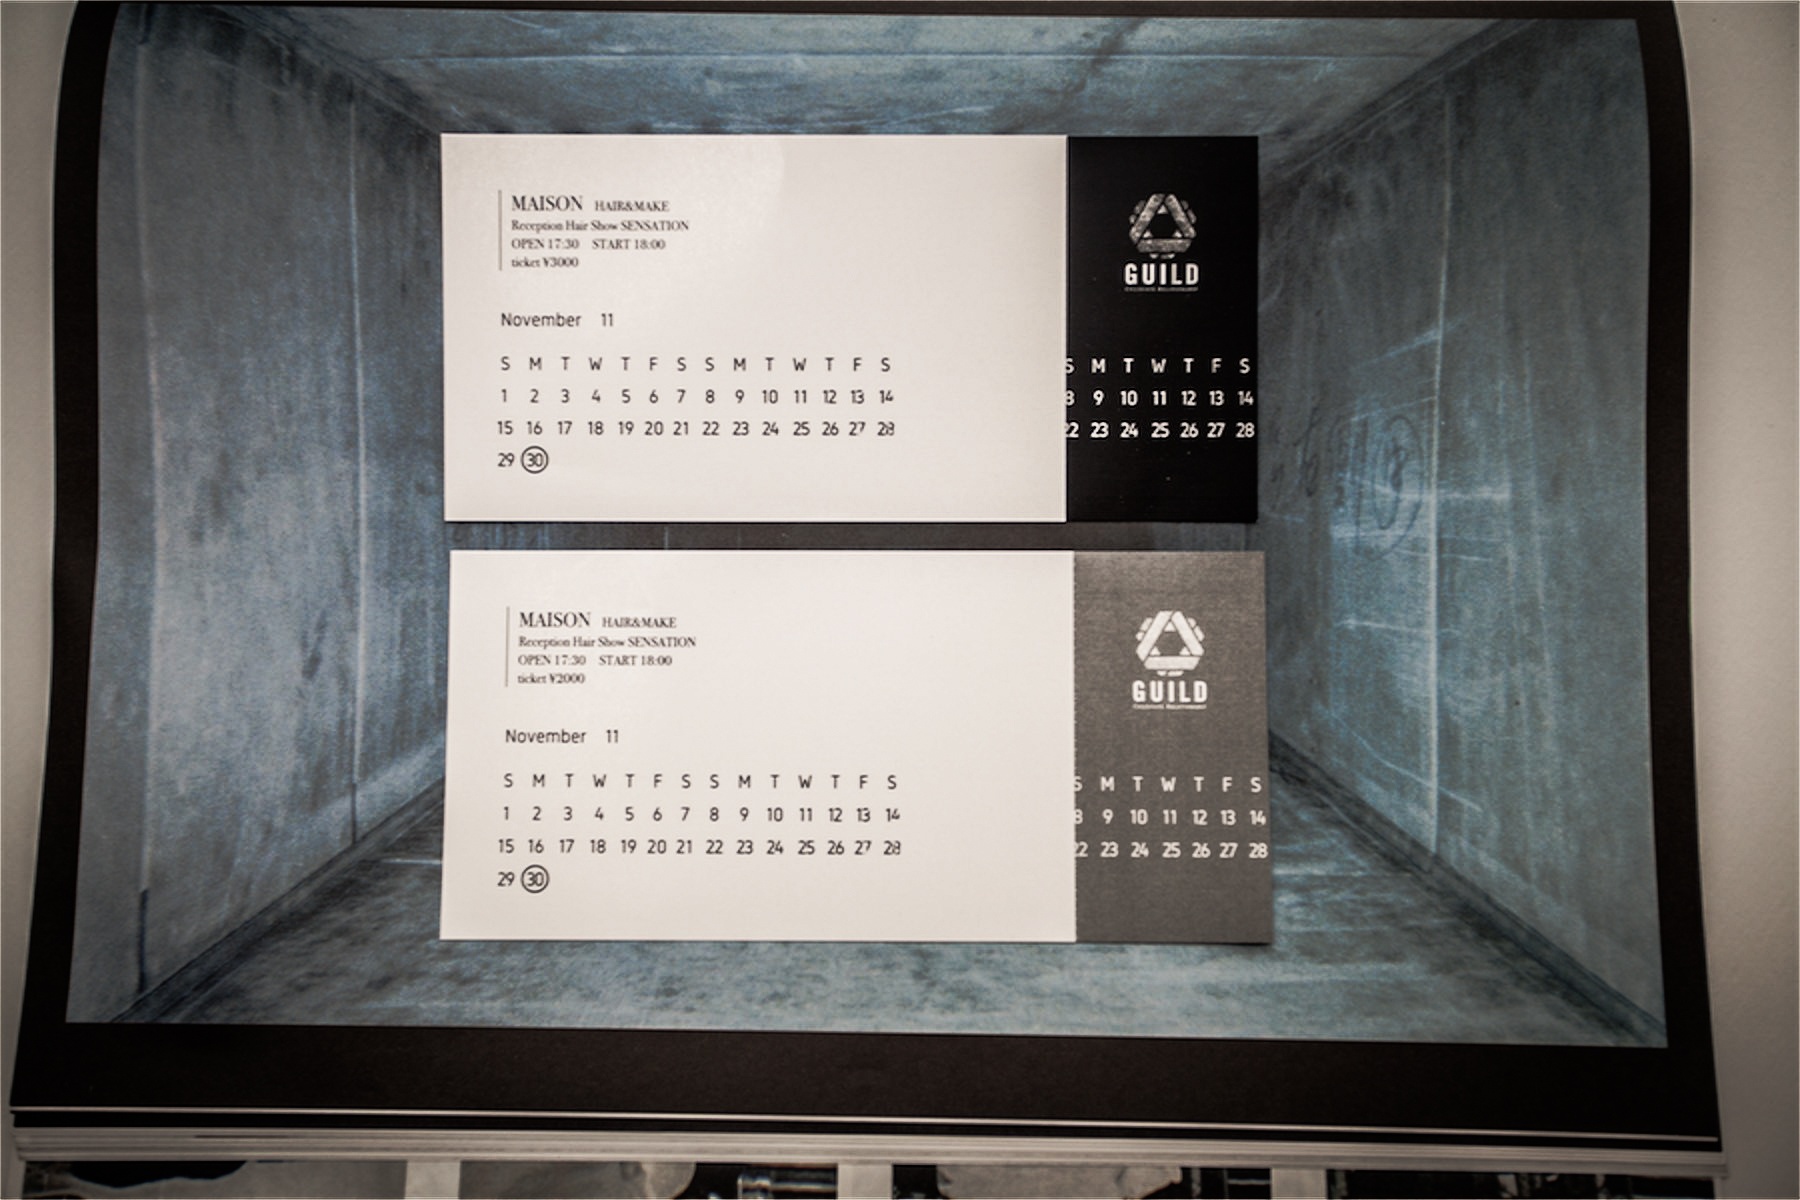 MAISON HAIR&MAKE
Reception Hair Show SENSATION
OPEN 17:30 START 18:00
ticket ¥3000
November 11
S M T W T F S S M T W T F S
1 2 3 4 5 6 7 8 9 10 11 12 13 14
15 16 17 18 19 20 21 22 23 24 25 26 27 28
29 30
GUILD
S M T W T F S
8 9 10 11 12 13 14
22 23 24 25 26 27 28
MAISON HAIR&MAKE
Reception Hair Show SENSATION
OPEN 17:30 START 18:00
ticket ¥2000
November 11
S M T W T F S S M T W T F S
1 2 3 4 5 6 7 8 9 10 11 12 13 14
15 16 17 18 19 20 21 22 23 24 25 26 27 28
29 30
GUILD
S M T W T F S
8 9 10 11 12 13 14
22 23 24 25 26 27 28